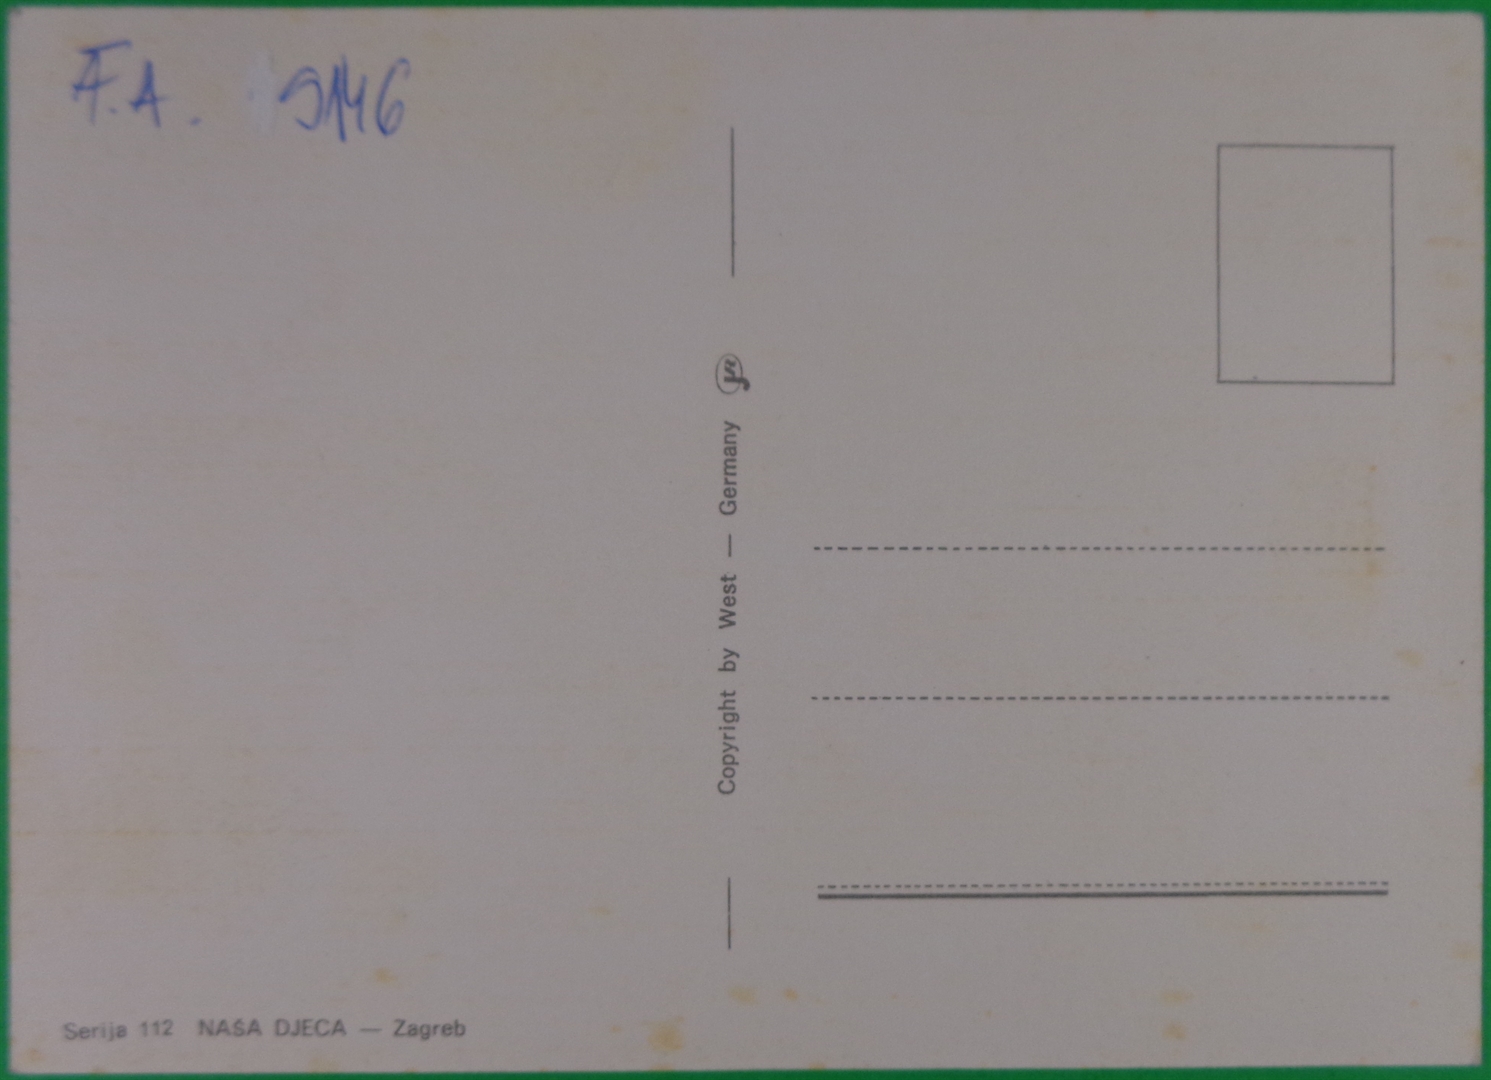 F.A. 9146
Copyright by West — Germany
Serija 112 NAŠA DJECA — Zagreb